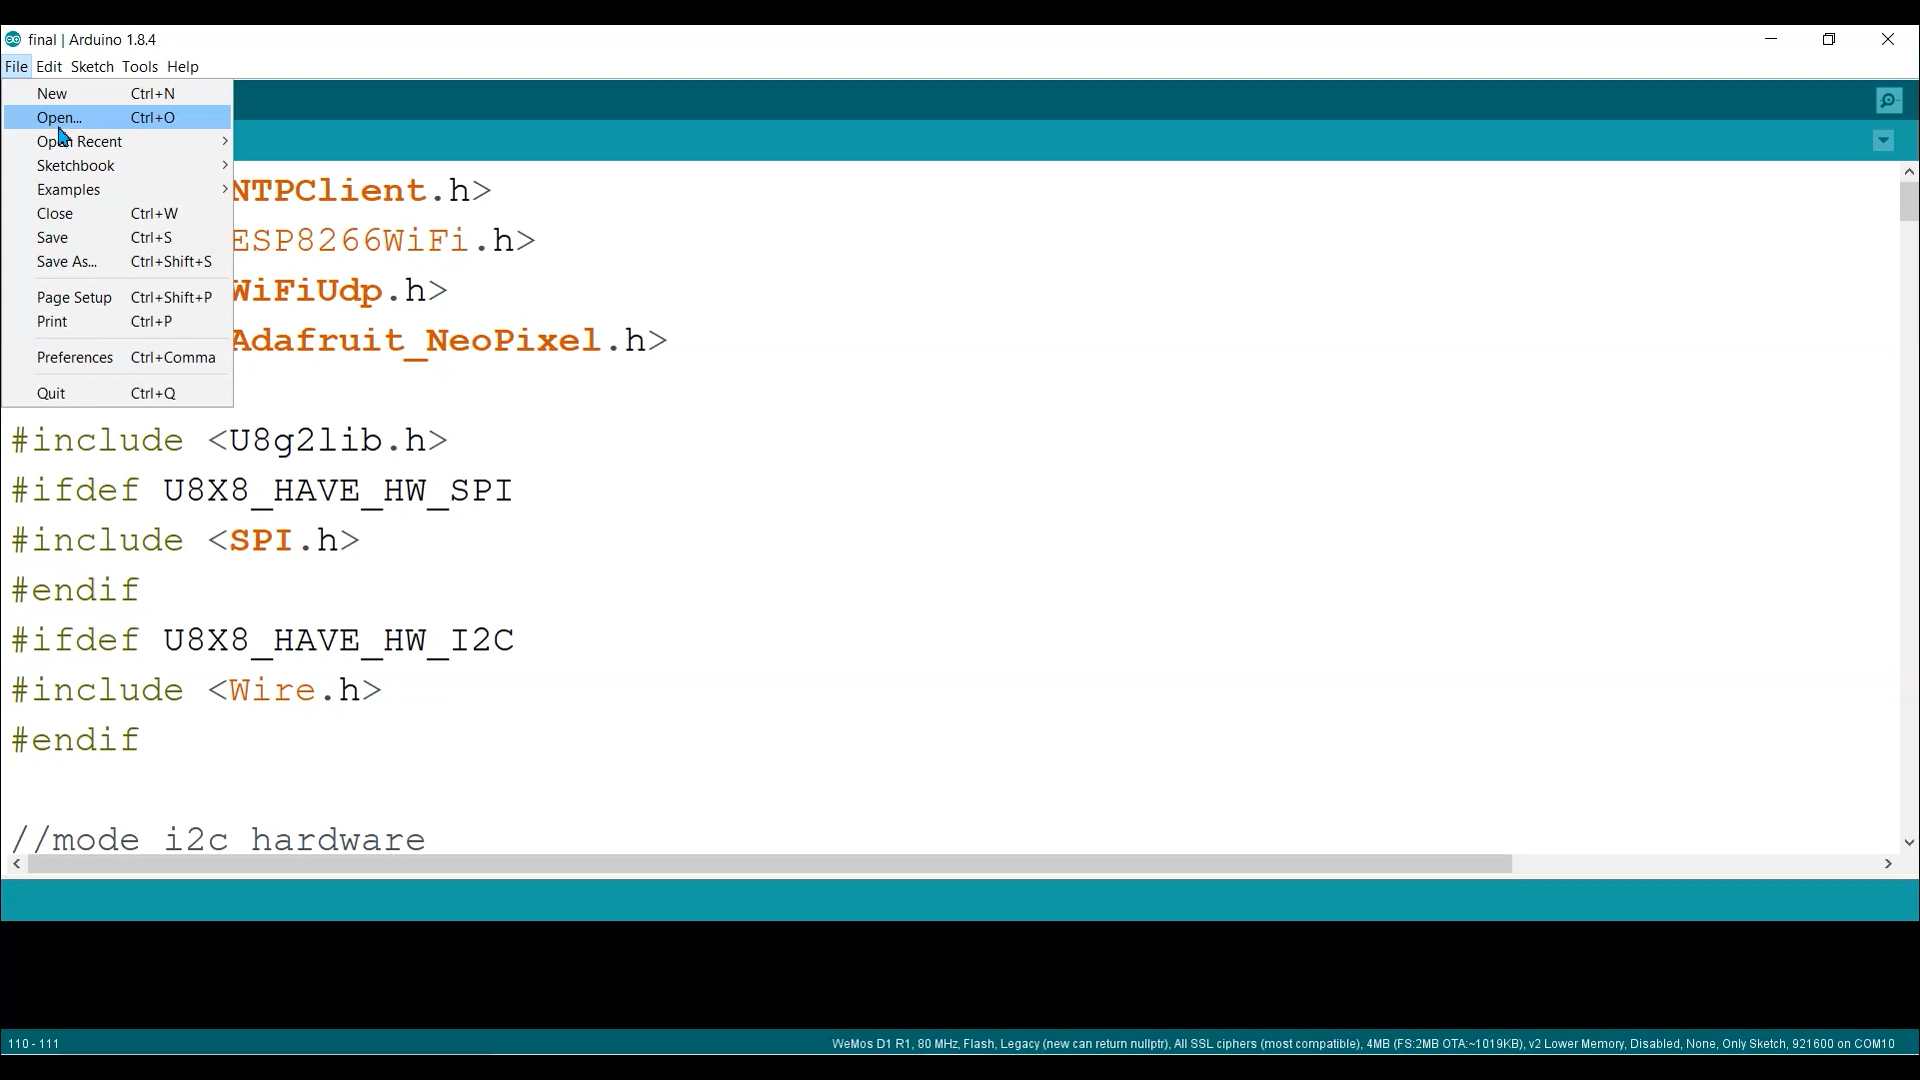 final | Arduino 1.8.4
File Edit Sketch Tools Help
New Ctrl+N
Open... Ctrl+O
Open Recent
Sketchbook
Examples
Close Ctrl+W
Save Ctrl+S
Save As... Ctrl+Shift+S
Page Setup Ctrl+Shift+P
Print Ctrl+P
Preferences Ctrl+Comma
Quit Ctrl+Q
NTPClient.h>
ESP8266WiFi.h>
WiFiUdp.h>
Adafruit_NeoPixel.h>
#include <U8g2lib.h>
#ifdef U8X8_HAVE_HW_SPI
#include <SPI.h>
#endif
#ifdef U8X8_HAVE_HW_I2C
#include <Wire.h>
#endif
//mode i2c hardware
110 - 111
WeMos D1 R1, 80 MHz, Flash, Legacy (new can return nullptr), All SSL ciphers (most compatible), 4MB (FS:2MB OTA:~1019KB), v2 Lower Memory, Disabled, None, Only Sketch, 921600 on COM10